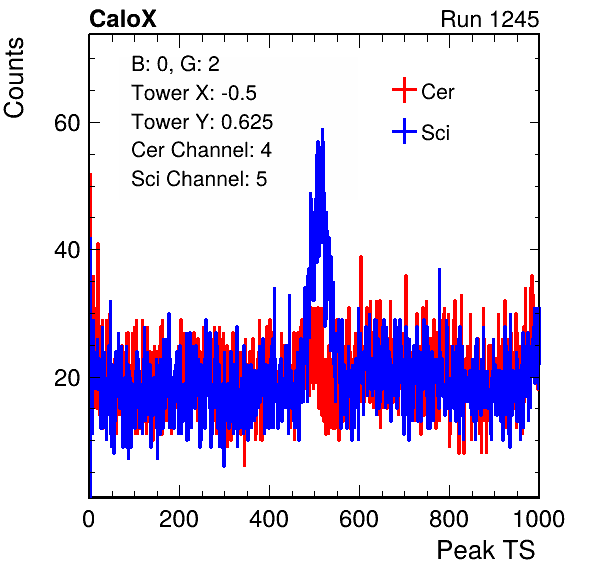 CaloX Run 1245
B: 0, G: 2
Tower X: -0.5
Tower Y: 0.625
Cer Channel: 4
Sci Channel: 5
Cer
Sci
Counts
60
40
20
0 200 400 600 800 1000
Peak TS